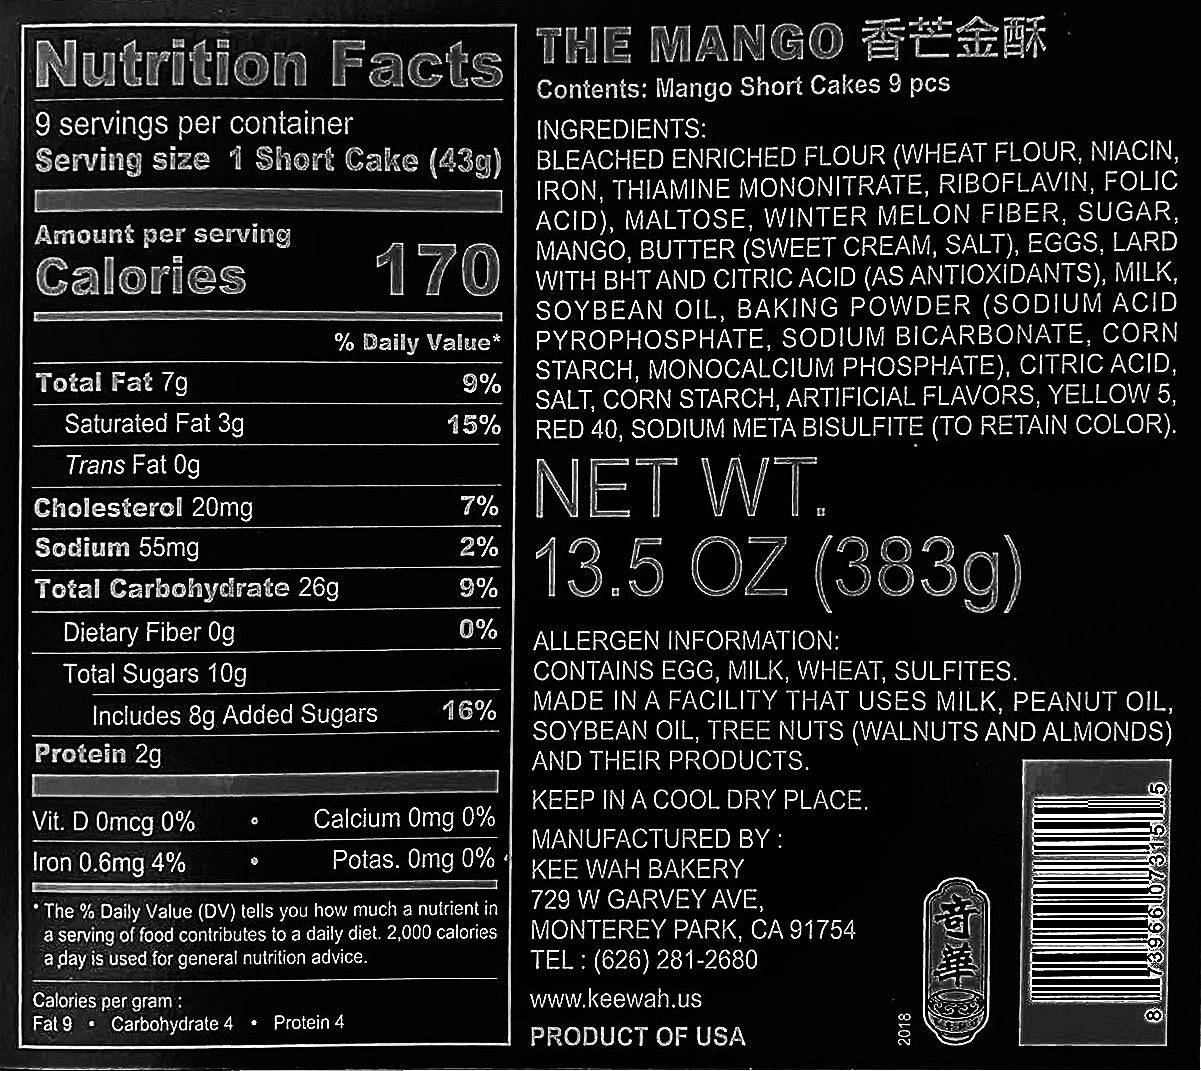 Nutrition Facts
9 servings per container
Serving size 1 Short Cake (43g)
Amount per serving
Calories 170
% Daily Value*
Total Fat 7g 9%
Saturated Fat 3g 15%
Trans Fat 0g
Cholesterol 20mg 7%
Sodium 55mg 2%
Total Carbohydrate 26g 9%
Dietary Fiber 0g 0%
Total Sugars 10g
Includes 8g Added Sugars 16%
Protein 2g
Vit. D 0mcg 0% • Calcium 0mg 0%
Iron 0.6mg 4% • Potas. 0mg 0%
* The % Daily Value (DV) tells you how much a nutrient in
a serving of food contributes to a daily diet. 2,000 calories
a day is used for general nutrition advice.
Calories per gram :
Fat 9 • Carbohydrate 4 • Protein 4
THE MANGO 香芒金酥
Contents: Mango Short Cakes 9 pcs
INGREDIENTS:
BLEACHED ENRICHED FLOUR (WHEAT FLOUR, NIACIN,
IRON, THIAMINE MONONITRATE, RIBOFLAVIN, FOLIC
ACID), MALTOSE, WINTER MELON FIBER, SUGAR,
MANGO, BUTTER (SWEET CREAM, SALT), EGGS, LARD
WITH BHT AND CITRIC ACID (AS ANTIOXIDANTS), MILK,
SOYBEAN OIL, BAKING POWDER (SODIUM ACID
PYROPHOSPHATE, SODIUM BICARBONATE, CORN
STARCH, MONOCALCIUM PHOSPHATE), CITRIC ACID,
SALT, CORN STARCH, ARTIFICIAL FLAVORS, YELLOW 5,
RED 40, SODIUM META BISULFITE (TO RETAIN COLOR).
NET WT.
13.5 OZ (383g)
ALLERGEN INFORMATION:
CONTAINS EGG, MILK, WHEAT, SULFITES.
MADE IN A FACILITY THAT USES MILK, PEANUT OIL,
SOYBEAN OIL, TREE NUTS (WALNUTS AND ALMONDS)
AND THEIR PRODUCTS.
KEEP IN A COOL DRY PLACE.
MANUFACTURED BY :
KEE WAH BAKERY
729 W GARVEY AVE,
MONTEREY PARK, CA 91754
TEL : (626) 281-2680
www.keewah.us
PRODUCT OF USA
2018
奇華
8 73966 07315 5